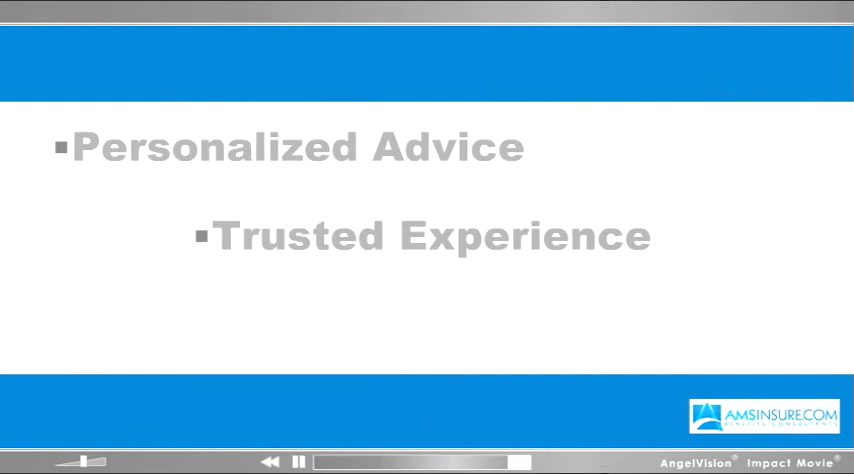 ▪Personalized Advice
▪Trusted Experience
AMSINSURE.COM
BENEFITS CONSULTANTS
AngelVision® Impact Movie®